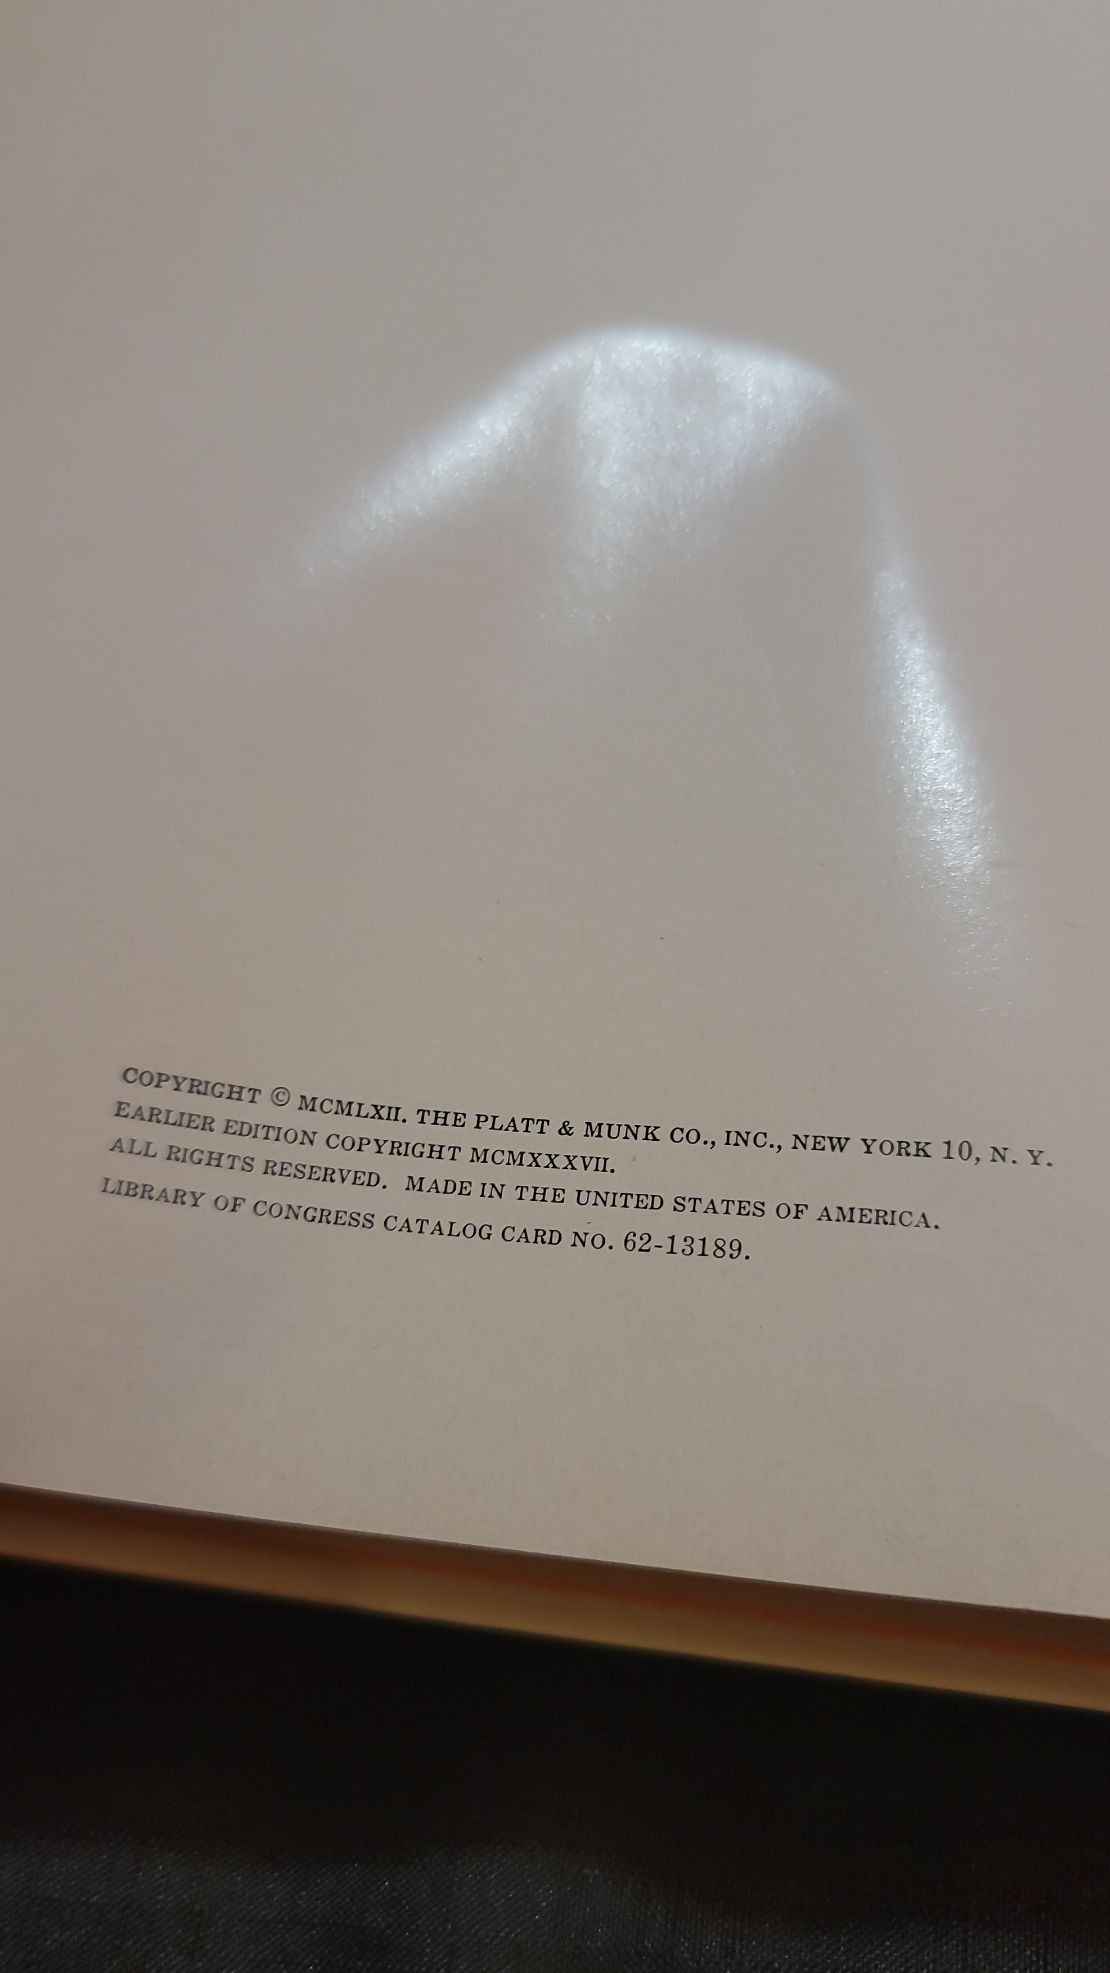 COPYRIGHT © MCMLXII. THE PLATT & MUNK CO., INC., NEW YORK 10, N. Y.
EARLIER EDITION COPYRIGHT MCMXXXVII.
ALL RIGHTS RESERVED. MADE IN THE UNITED STATES OF AMERICA.
LIBRARY OF CONGRESS CATALOG CARD NO. 62-13189.